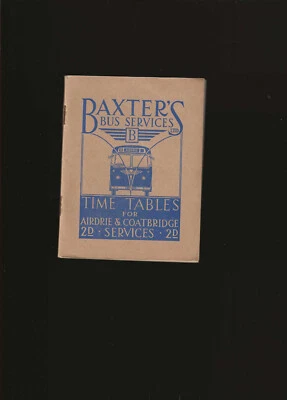 BAXTER'S
BUS SERVICES LTD.
B
TIME TABLES
FOR
AIRDRIE & COATBRIDGE
2D · SERVICES · 2D